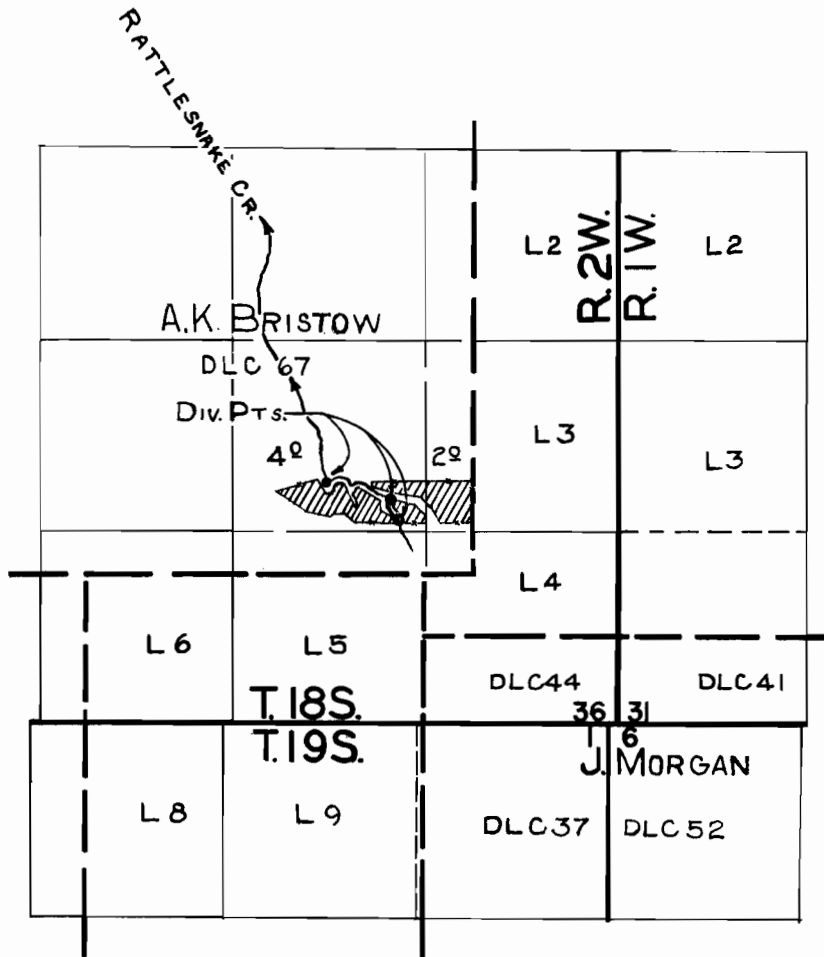 RATTLESNAKE CR.
R. 2W.
R. 1W.
L2
L2
A.K. BRISTOW
DLC 67
DIV. PTS.
L3
L3
4º
2º
L4
L6
L5
DLC44
DLC41
T. 18S.
36
31
T. 19S.
1
6
J. MORGAN
L8
L9
DLC37
DLC52